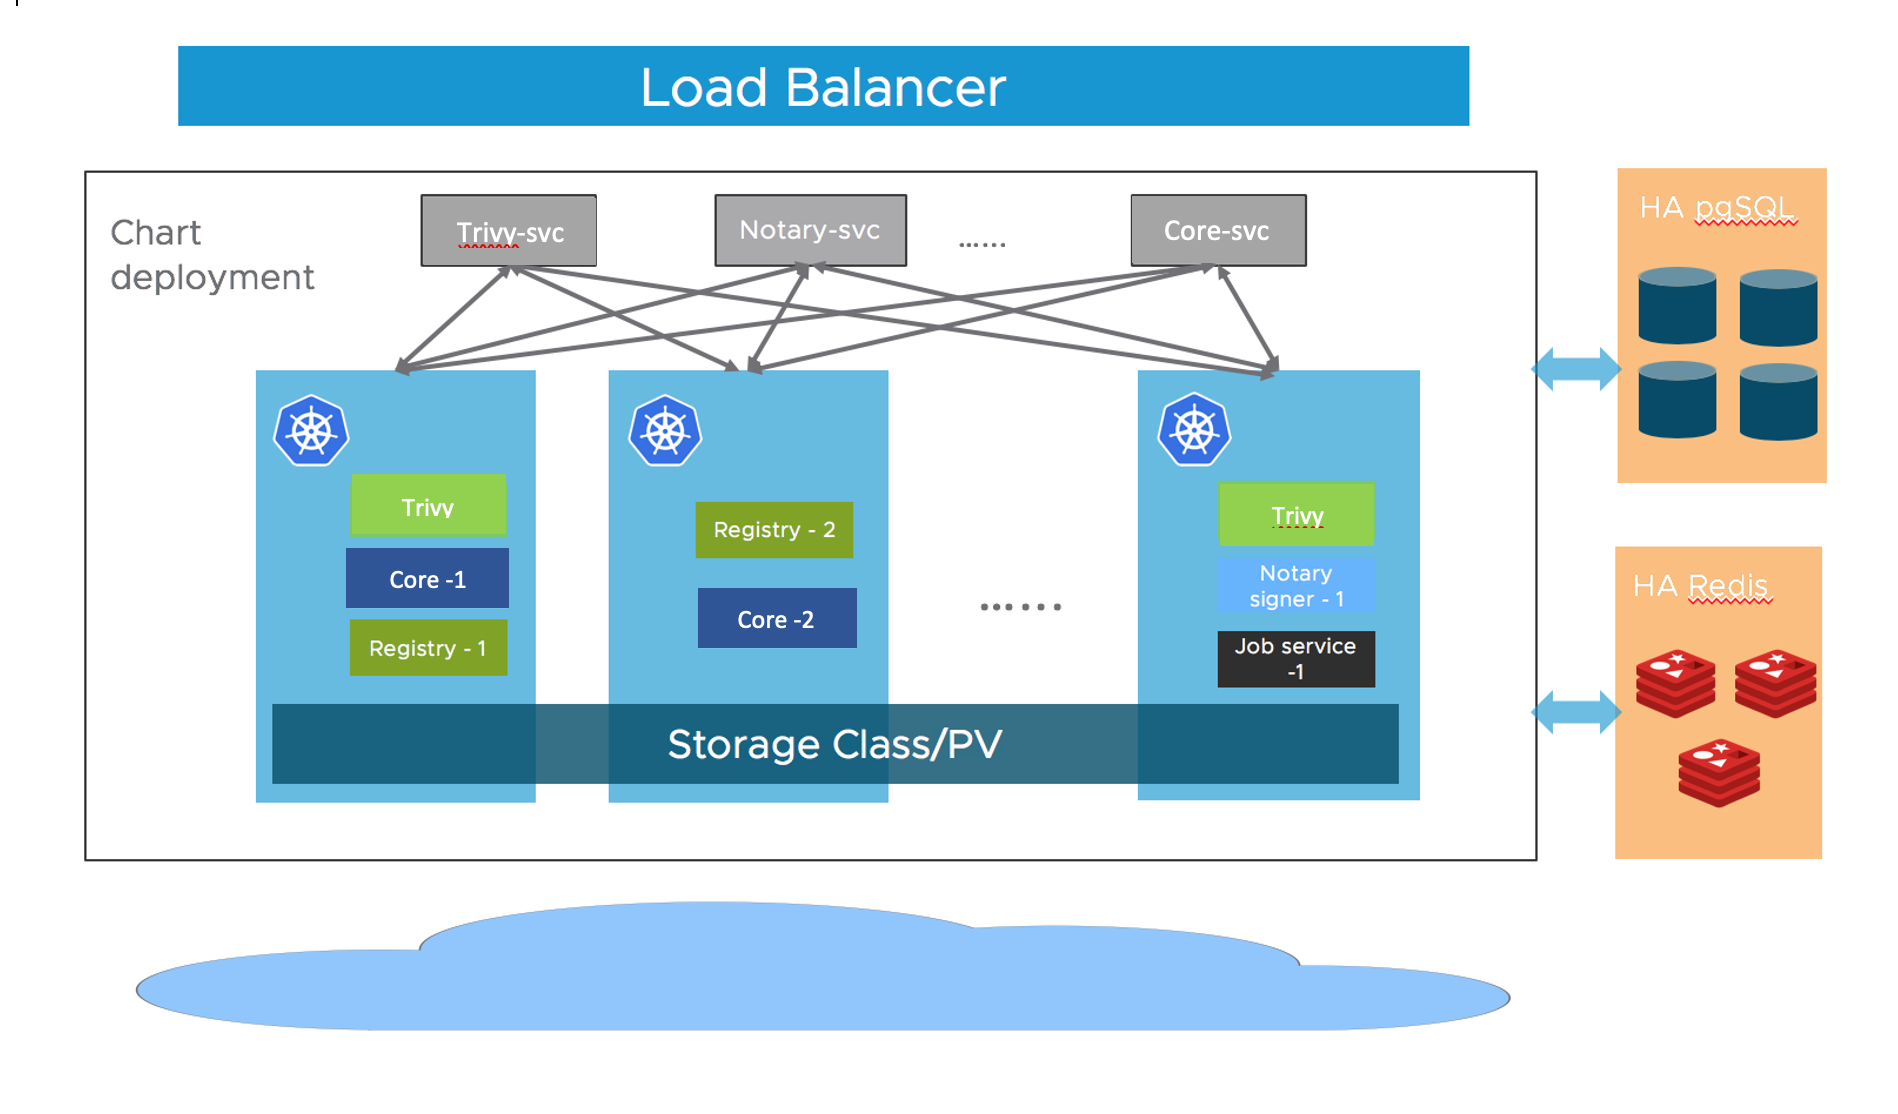 Load Balancer
Chart
deployment
Trivy-svc
Notary-svc
......
Core-svc
HA pgSQL
Trivy
Core -1
Registry - 1
Registry - 2
Core -2
......
Trivy
Notary
signer - 1
Job service
-1
Storage Class/PV
HA Redis